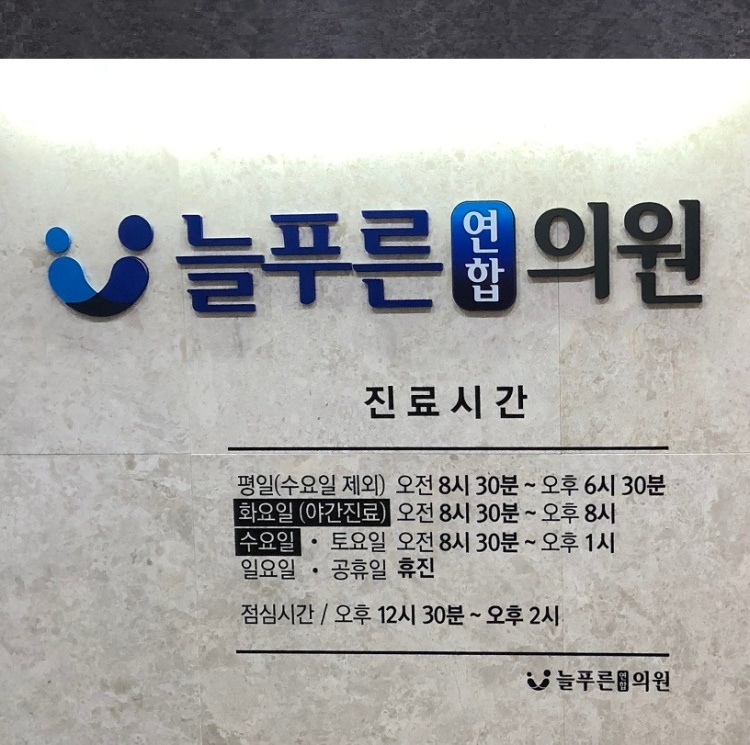 늘푸른연합의원
진료시간
평일(수요일 제외) 오전 8시 30분 ~ 오후 6시 30분
화요일 (야간진료) 오전 8시 30분 ~ 오후 8시
수요일 • 토요일 오전 8시 30분 ~ 오후 1시
일요일 • 공휴일 휴진
점심시간 / 오후 12시 30분 ~ 오후 2시
늘푸른연합의원